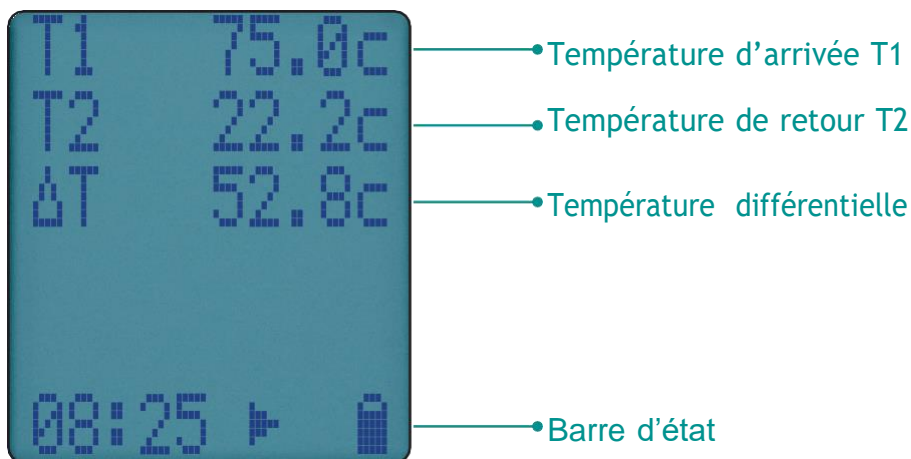 T1 75.0c Température d’arrivée T1
T2 22.2c Température de retour T2
ΔT 52.8c Température différentielle
08:25 Barre d’état